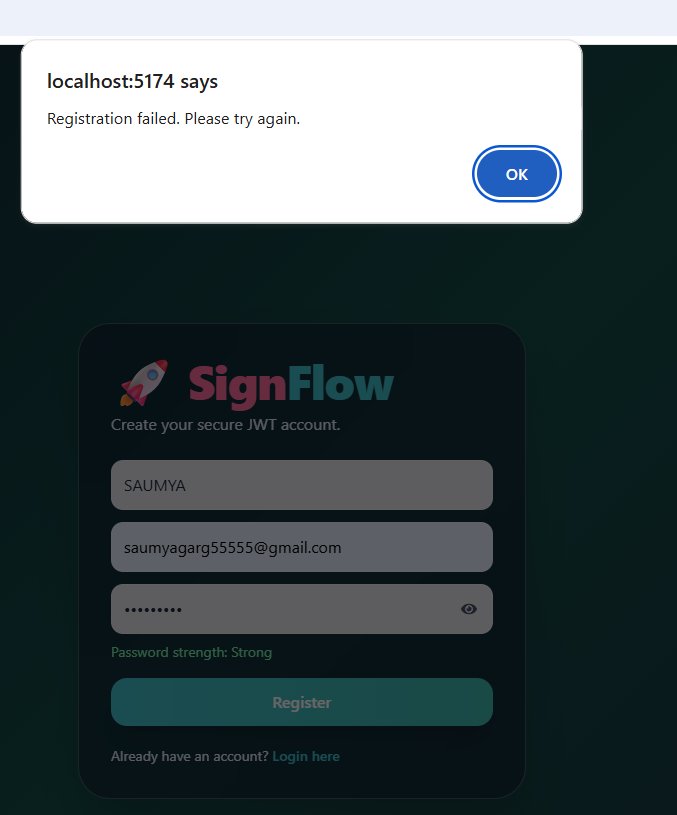 localhost:5174 says
Registration failed. Please try again.
OK
SignFlow
Create your secure JWT account.
SAUMYA
saumyagarg55555@gmail.com
•••••••••
Password strength: Strong
Register
Already have an account? Login here